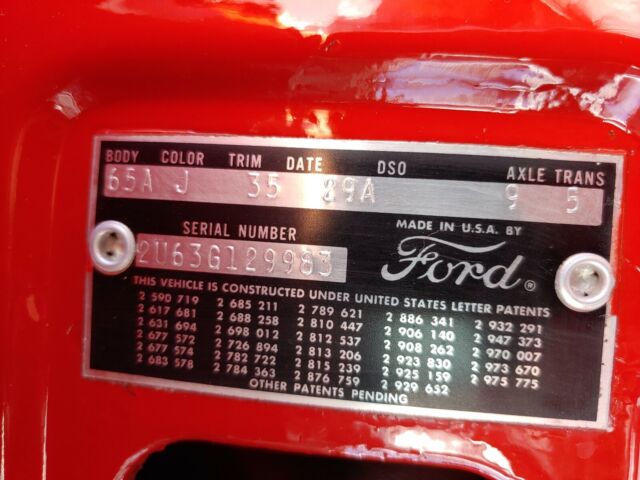 BODY COLOR TRIM DATE DSO AXLE TRANS
65A J 35 29A 9 5
SERIAL NUMBER
2U63G129983
MADE IN U.S.A. BY
Ford ®
THIS VEHICLE IS CONSTRUCTED UNDER UNITED STATES LETTER PATENTS
2 590 719 2 685 211 2 789 621 2 886 341 2 932 291
2 617 681 2 688 258 2 810 447 2 906 140 2 947 373
2 631 694 2 698 012 2 812 537 2 908 262 2 970 007
2 677 572 2 726 894 2 813 206 2 923 830 2 973 670
2 677 574 2 782 722 2 815 239 2 925 159 2 975 775
2 683 578 2 784 363 2 876 759 2 929 652
OTHER PATENTS PENDING